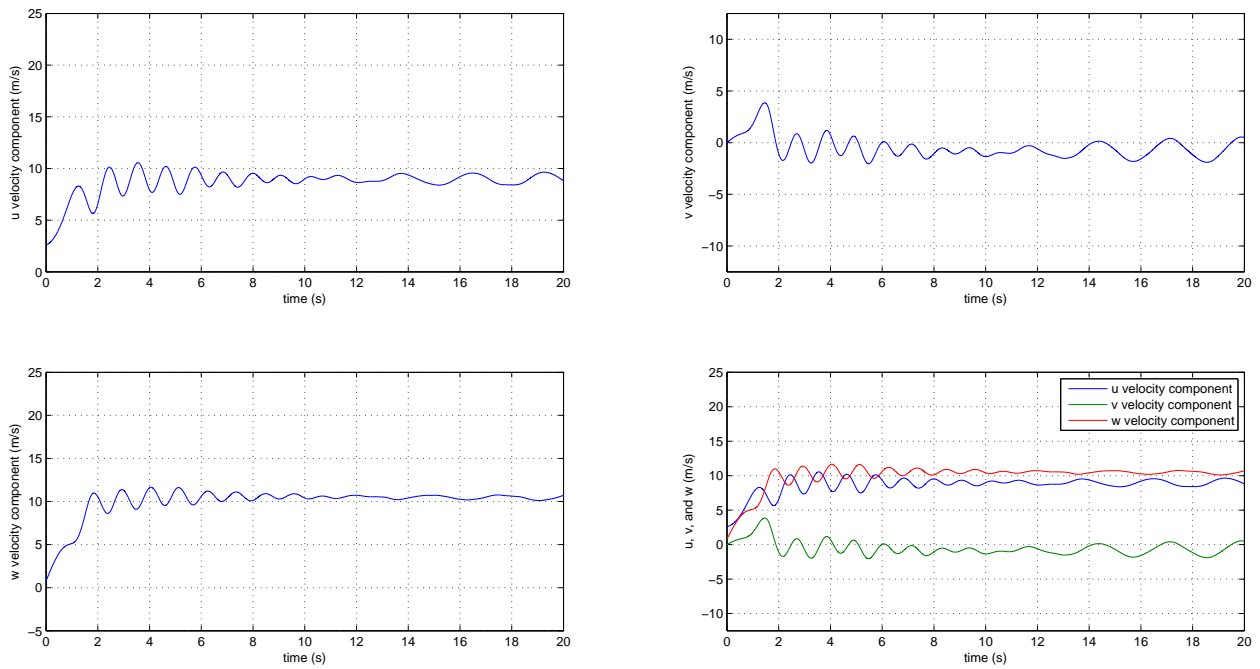 25
20
15
10
5
0
u velocity component (m/s)
0 2 4 6 8 10 12 14 16 18 20
time (s)
10
5
0
−5
−10
v velocity component (m/s)
0 2 4 6 8 10 12 14 16 18 20
time (s)
25
20
15
10
5
0
−5
w velocity component (m/s)
0 2 4 6 8 10 12 14 16 18 20
time (s)
25
20
15
10
5
0
−5
−10
u, v, and w (m/s)
u velocity component
v velocity component
w velocity component
0 2 4 6 8 10 12 14 16 18 20
time (s)